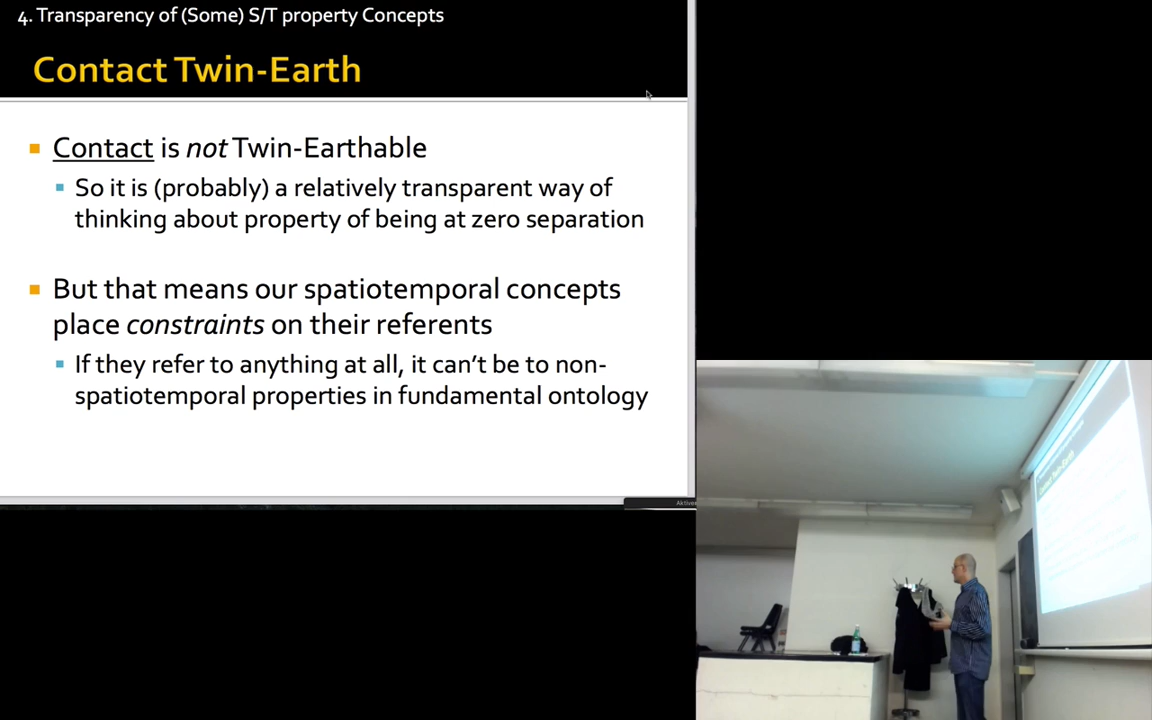 4. Transparency of (Some) S/T property Concepts
Contact Twin-Earth
Contact is not Twin-Earthable
So it is (probably) a relatively transparent way of
thinking about property of being at zero separation
But that means our spatiotemporal concepts
place constraints on their referents
If they refer to anything at all, it can't be to non-
spatiotemporal properties in fundamental ontology